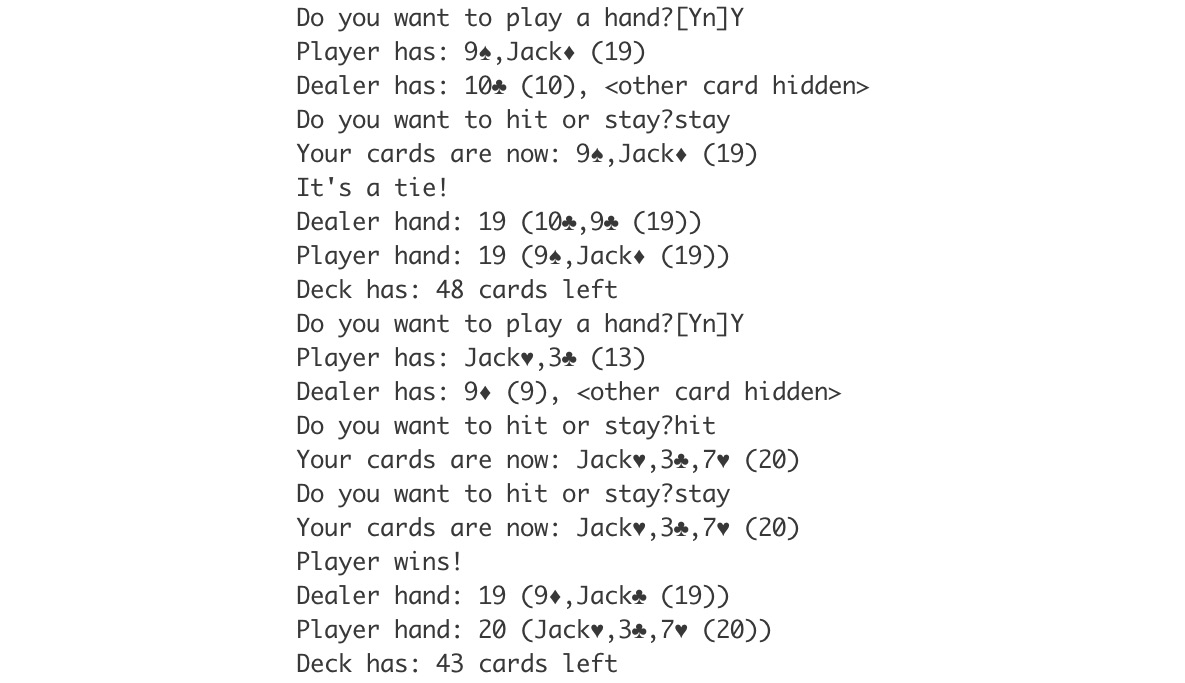 Do you want to play a hand?[Yn]Y
Player has: 9♠,Jack♦ (19)
Dealer has: 10♣ (10), <other card hidden>
Do you want to hit or stay?stay
Your cards are now: 9♠,Jack♦ (19)
It's a tie!
Dealer hand: 19 (10♣,9♣ (19))
Player hand: 19 (9♠,Jack♦ (19))
Deck has: 48 cards left
Do you want to play a hand?[Yn]Y
Player has: Jack♥,3♣ (13)
Dealer has: 9♦ (9), <other card hidden>
Do you want to hit or stay?hit
Your cards are now: Jack♥,3♣,7♥ (20)
Do you want to hit or stay?stay
Your cards are now: Jack♥,3♣,7♥ (20)
Player wins!
Dealer hand: 19 (9♦,Jack♣ (19))
Player hand: 20 (Jack♥,3♣,7♥ (20))
Deck has: 43 cards left